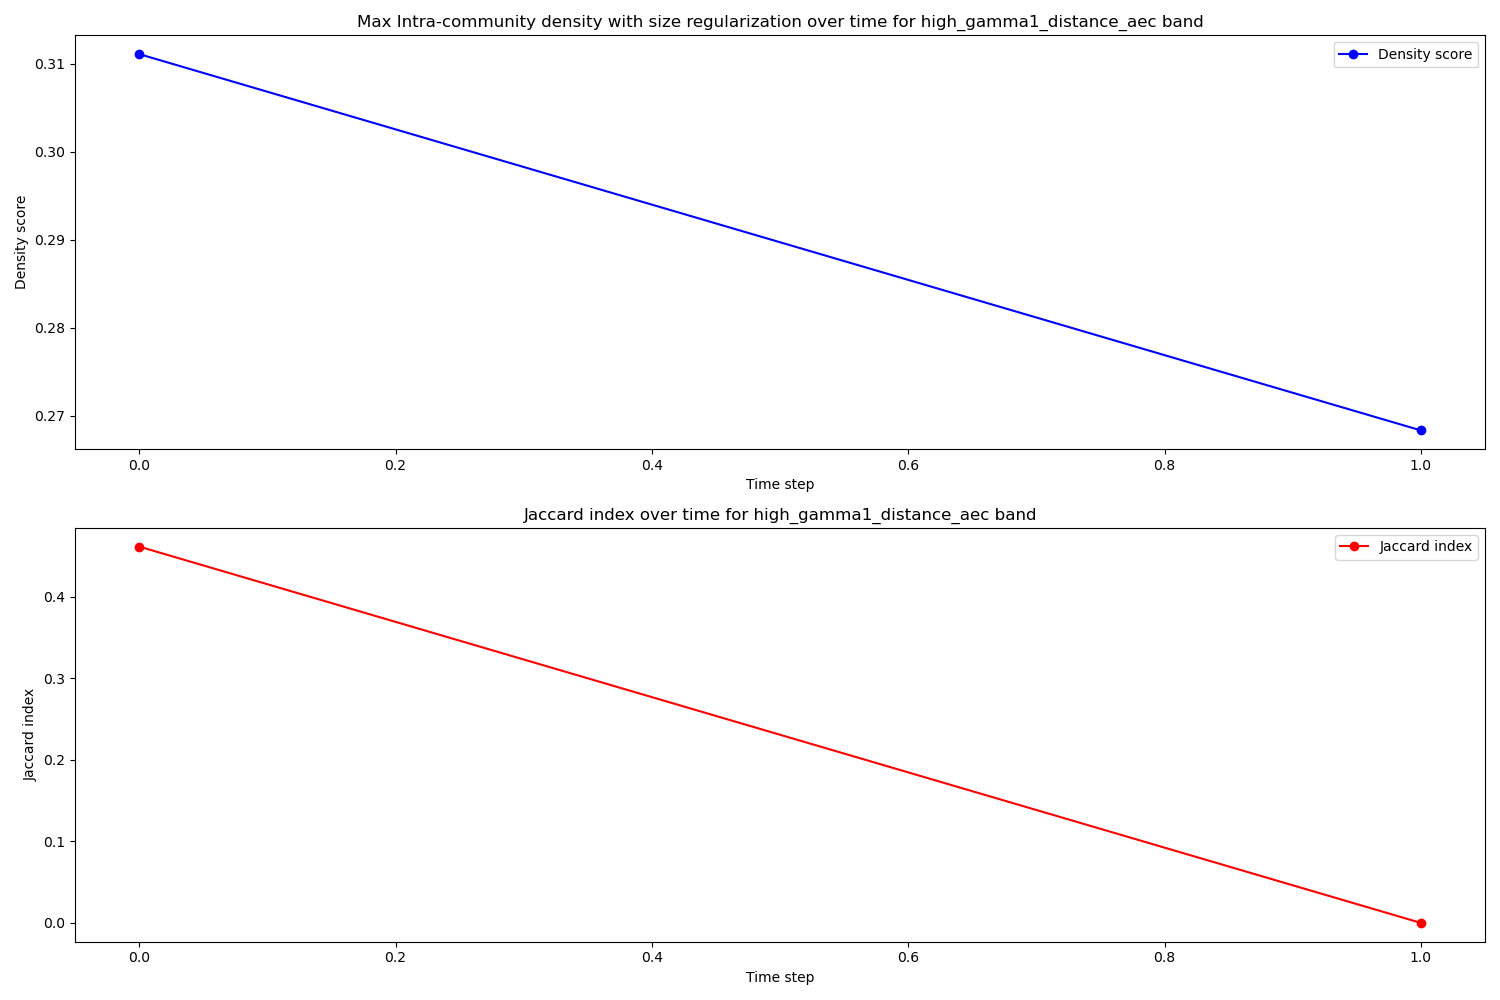 Max Intra-community density with size regularization over time for high_gamma1_distance_aec band
Density score
0.31
0.30
0.29
0.28
0.27
Density score
0.0 0.2 0.4 0.6 0.8 1.0
Time step
Jaccard index over time for high_gamma1_distance_aec band
Jaccard index
0.4
0.3
0.2
0.1
0.0
Jaccard index
0.0 0.2 0.4 0.6 0.8 1.0
Time step